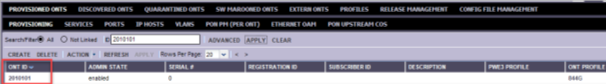 PROVISIONED ONTS DISCOVERED ONTS QUARANTINED ONTS SW MAROONED ONTS EXTERN ONTS PROFILES RELEASE MANAGEMENT CONFIG FILE MANAGEMENT
PROVISIONING SERVICES PORTS IP HOSTS VLANS PON PM (PER ONT) ETHERNET OAM PON UPSTREAM COS
Search/Filter All Not Linked ID 2010101 ADVANCED APPLY CLEAR
CREATE DELETE ACTION REFRESH APPLY Rows Per Page: 20 < >
ONT ID ADMIN STATE SERIAL # REGISTRATION ID SUBSCRIBER ID DESCRIPTION PWE3 PROFILE ONT PROFILE
2010101 enabled 0 844G